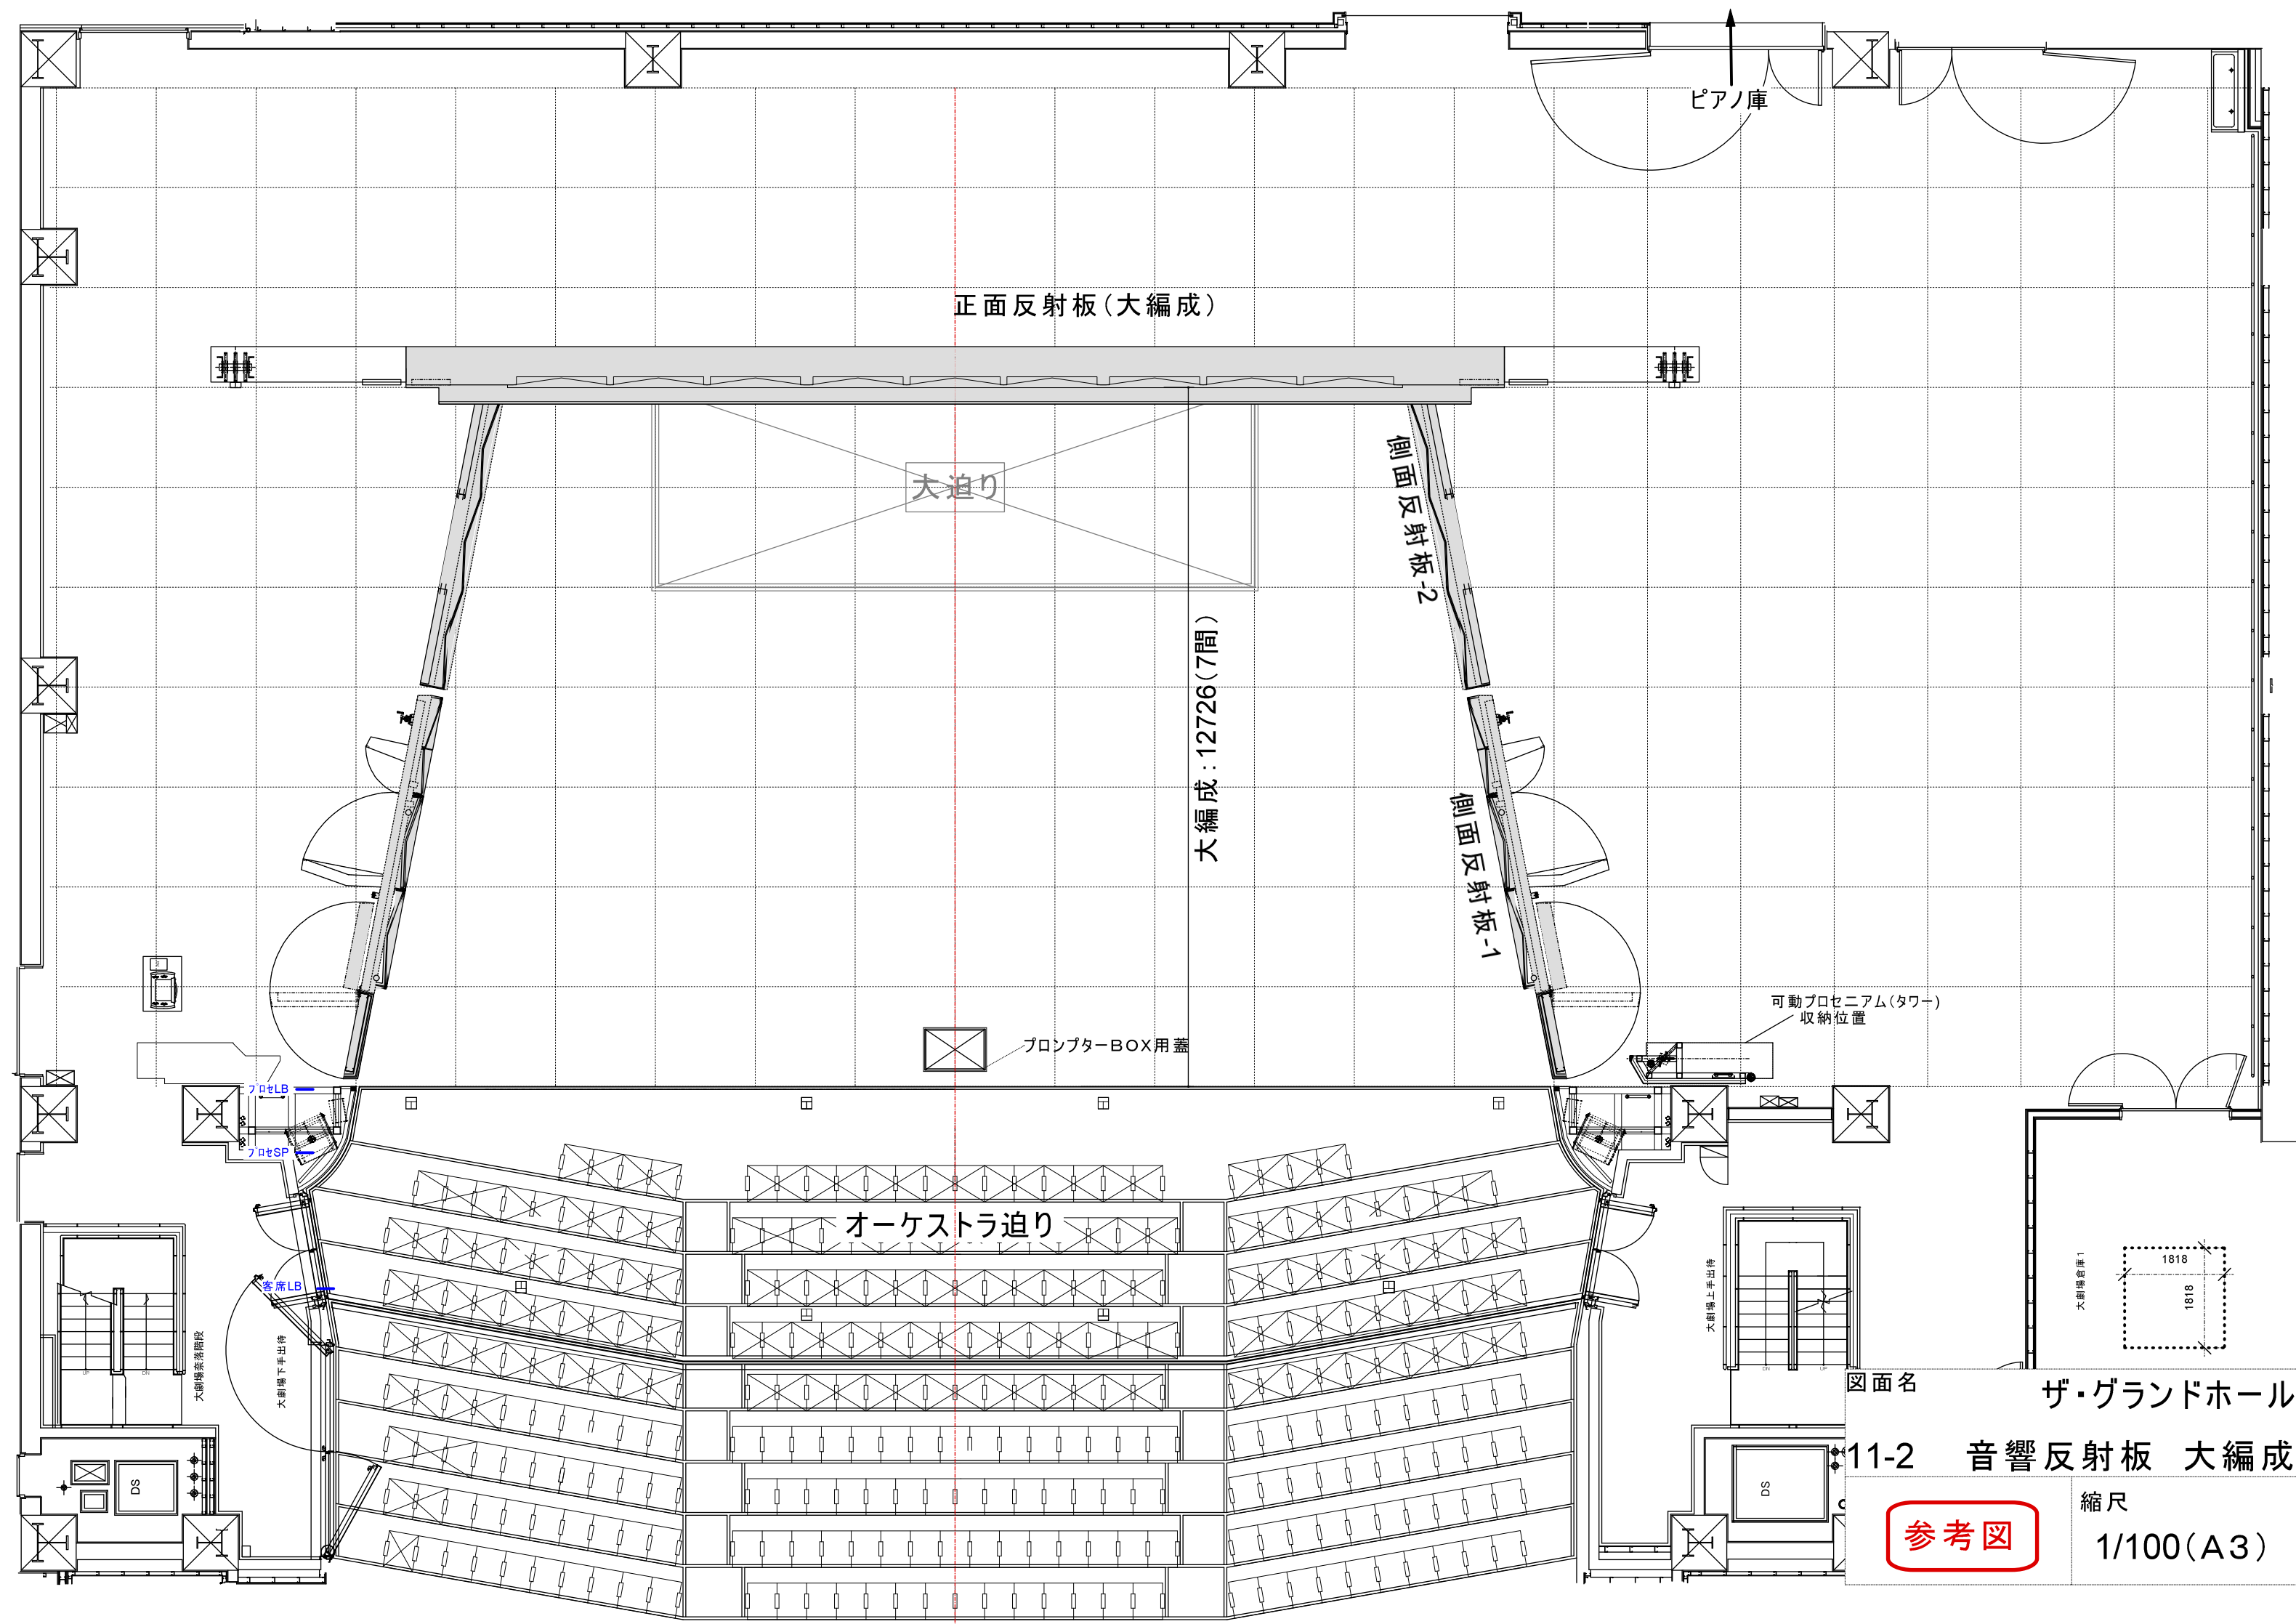 ピアノ庫
正面反射板（大編成）
大迫り
側面反射板-2
大編成：12726（7間）
側面反射板-1
可動プロセニアム（タワー）
収納位置
プロンプターBOX用蓋
プロセLB
プロセSP
オーケストラ迫り
客席LB
大劇場奈落階段
大劇場下手出待
大劇場上手出待
大劇場倉庫1
1818
1818
UP
DN
DN
UP
DS
DS
図面名
ザ・グランドホール
11-2 音響反射板 大編成
参考図
縮尺
1/100（A3）